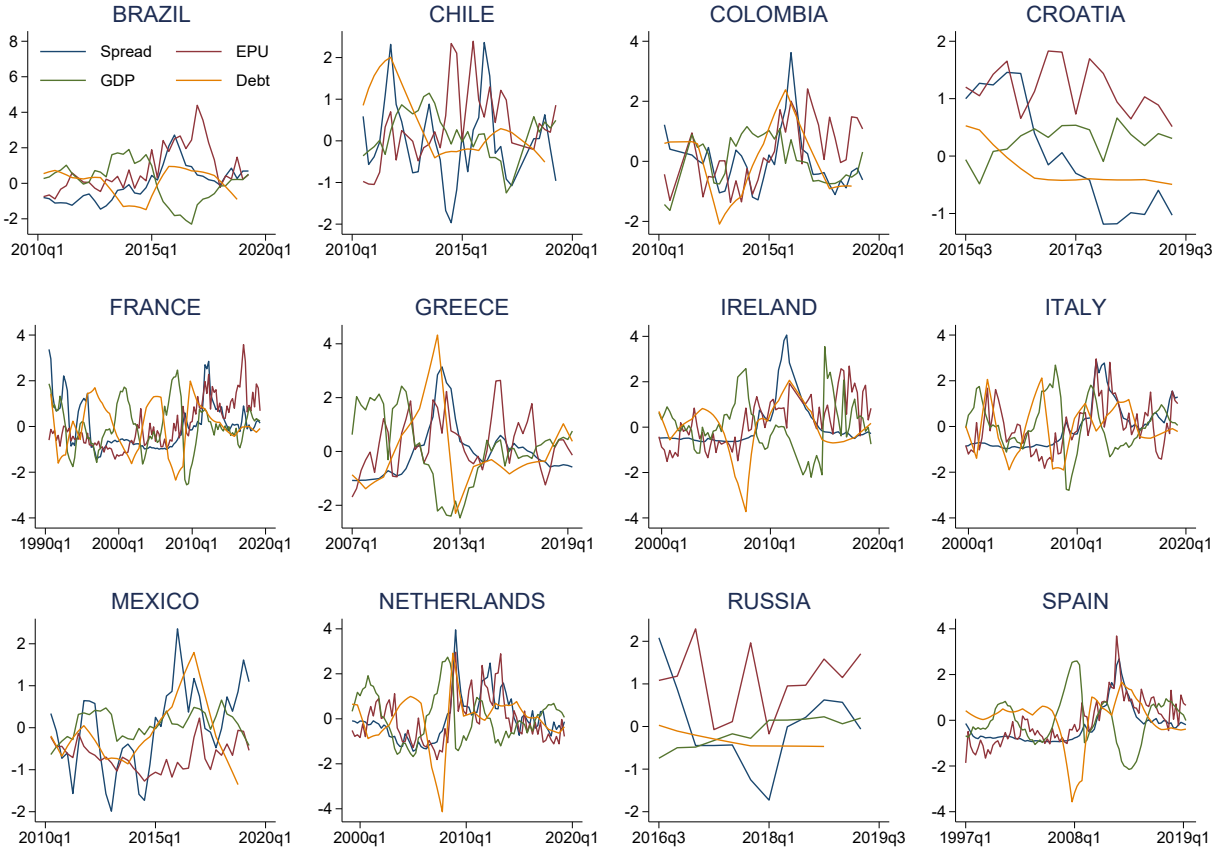 BRAZIL
8
6
4
2
0
-2
Spread
EPU
GDP
Debt
2010q1
2015q1
2020q1
CHILE
2
1
0
-1
-2
2010q1
2015q1
2020q1
COLOMBIA
4
2
0
-2
2010q1
2015q1
2020q1
CROATIA
2
1
0
-1
2015q3
2017q3
2019q3
FRANCE
4
2
0
-2
-4
1990q1
2000q1
2010q1
2020q1
GREECE
4
2
0
-2
2007q1
2013q1
2019q1
IRELAND
4
2
0
-2
-4
2000q1
2010q1
2020q1
ITALY
4
2
0
-2
-4
2000q1
2010q1
2020q1
MEXICO
2
1
0
-1
-2
2010q1
2015q1
2020q1
NETHERLANDS
4
2
0
-2
-4
2000q1
2010q1
2020q1
RUSSIA
2
1
0
-1
-2
2016q3
2018q1
2019q3
SPAIN
4
2
0
-2
-4
1997q1
2008q1
2019q1